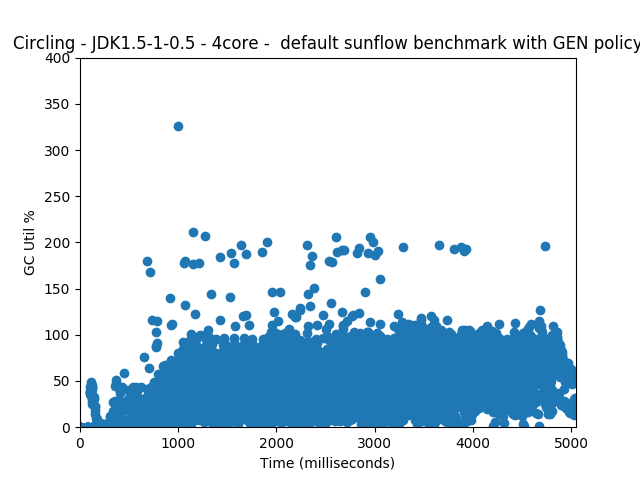 Circling - JDK1.5-1-0.5 - 4core -  default sunflow benchmark with GEN policy
400
350
300
250
200
150
100
50
0
GC Util %
0 1000 2000 3000 4000 5000
Time (milliseconds)